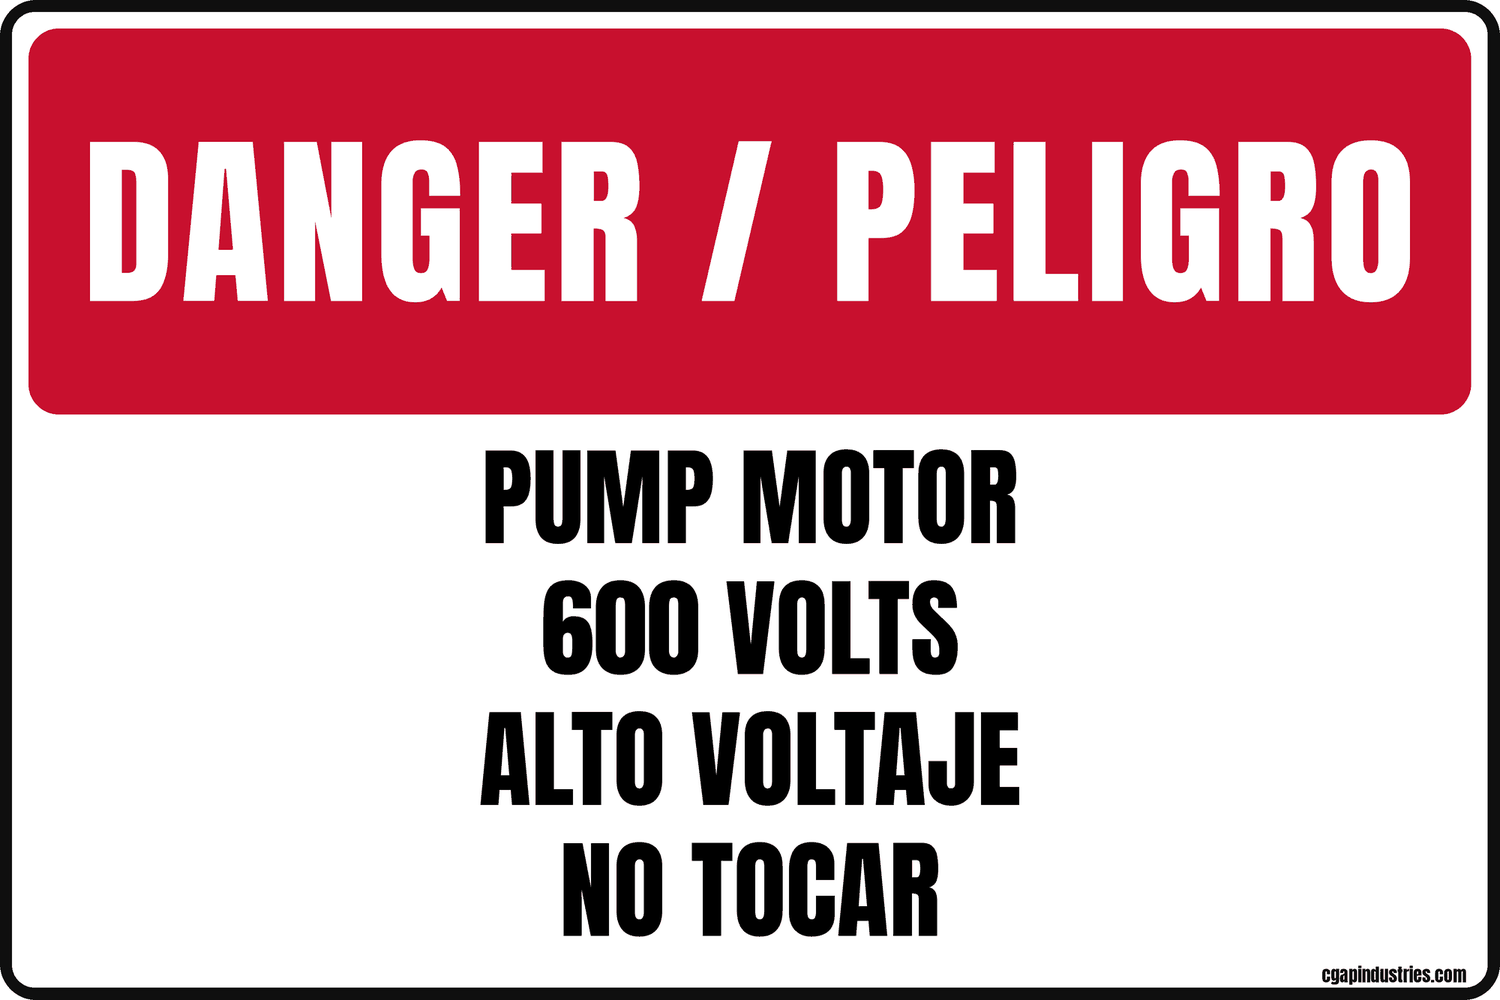 DANGER / PELIGRO
PUMP MOTOR
600 VOLTS
ALTO VOLTAJE
NO TOCAR
cgapindustries.com